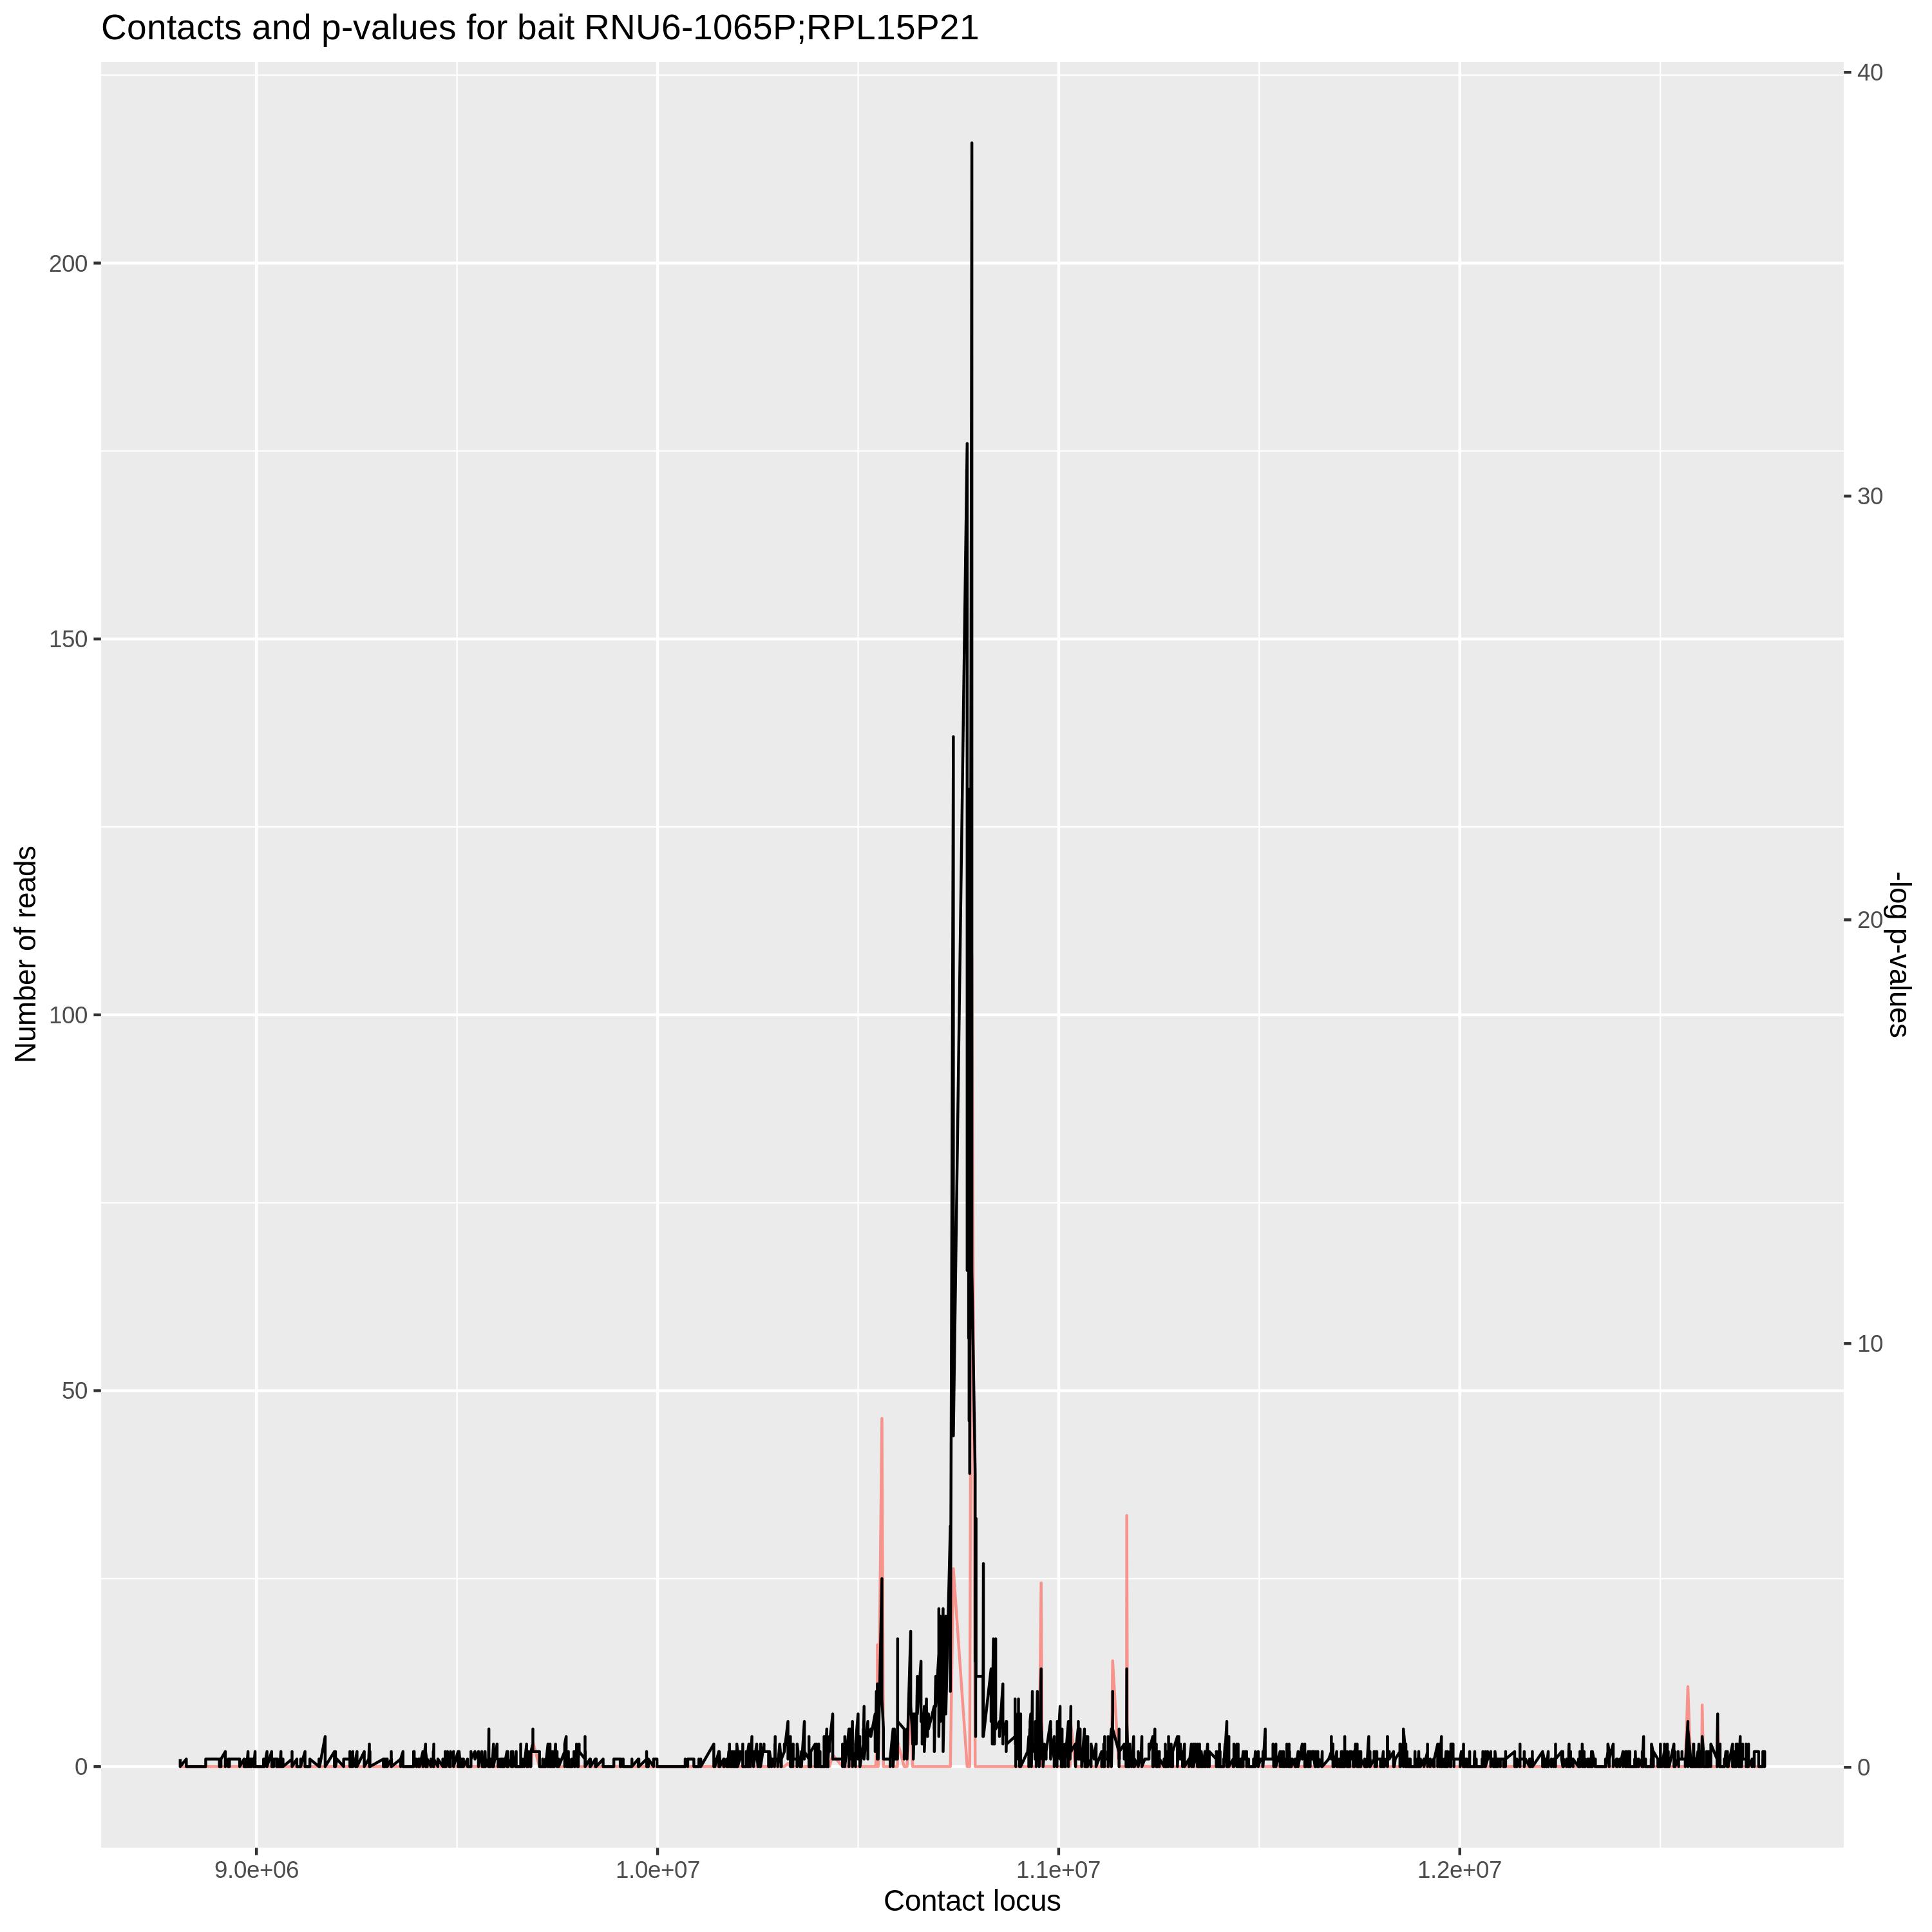 Contacts and p-values for bait RNU6-1065P;RPL15P21
Number of reads
200
150
100
50
0
40
30
20
10
0
-log p-values
9.0e+06 1.0e+07 1.1e+07 1.2e+07
Contact locus